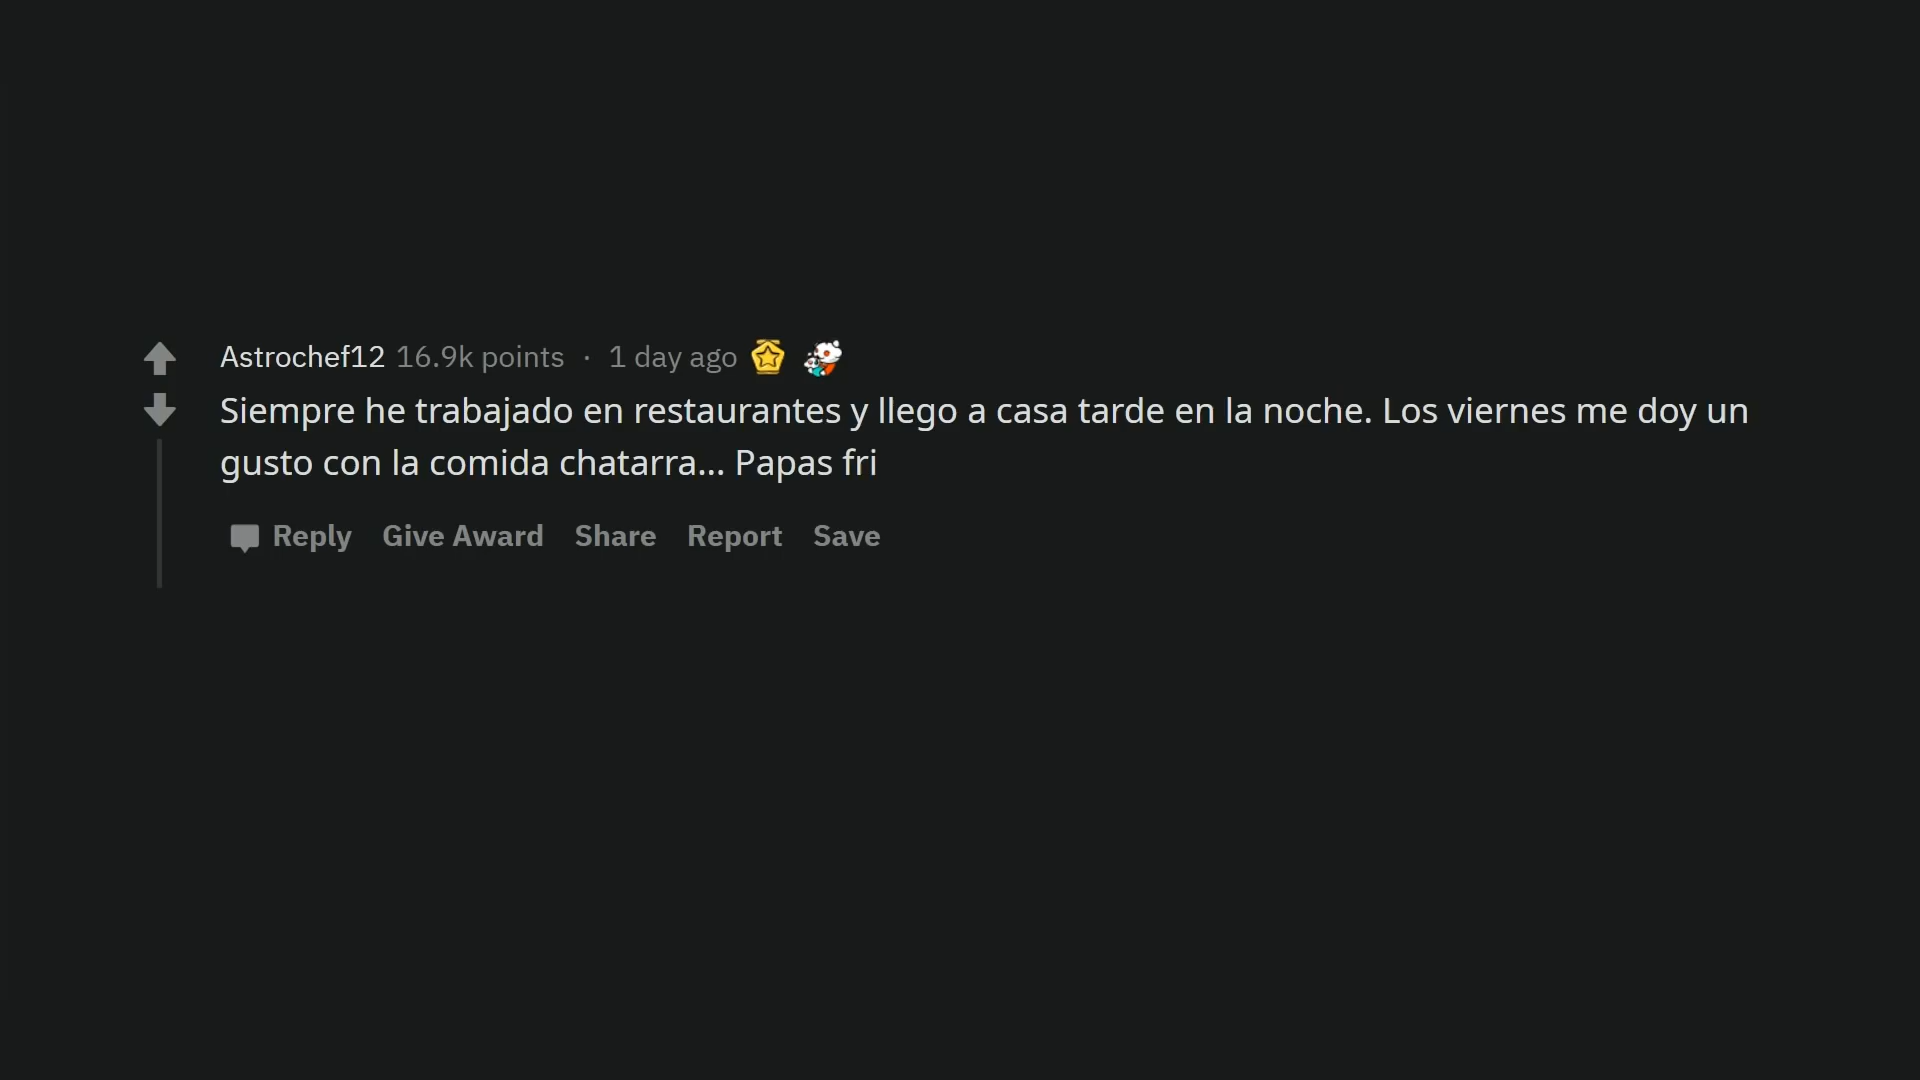 Astrochef12 16.9k points · 1 day ago
Siempre he trabajado en restaurantes y llego a casa tarde en la noche. Los viernes me doy un
gusto con la comida chatarra... Papas fri
Reply Give Award Share Report Save